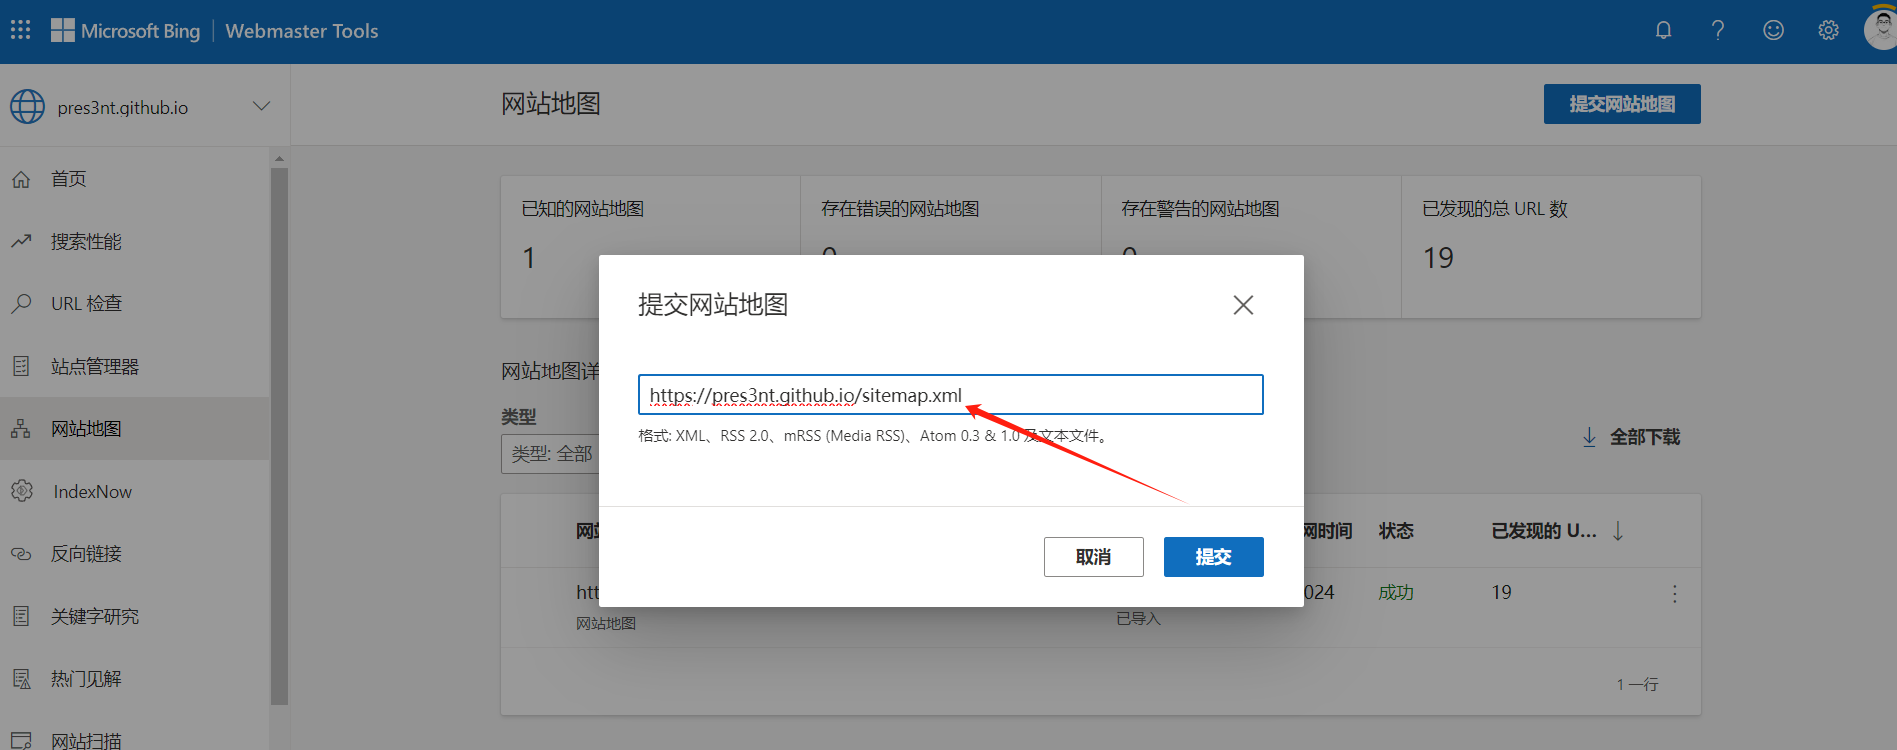 Microsoft Bing
Webmaster Tools
pres3nt.github.io
首页
搜索性能
URL 检查
站点管理器
网站地图
IndexNow
反向链接
关键字研究
热门见解
网站扫描
网站地图
提交网站地图
已知的网站地图
1
存在错误的网站地图
0
存在警告的网站地图
0
已发现的总 URL 数
19
网站地图详
类型
类型: 全部
全部下载
提交网站地图
https://pres3nt.github.io/sitemap.xml
格式: XML、RSS 2.0、mRSS (Media RSS)、Atom 0.3 & 1.0 及文本文件。
取消
提交
网站
网时间
状态
已发现的 U...
htt
网站地图
已导入
024
成功
19
1 一行